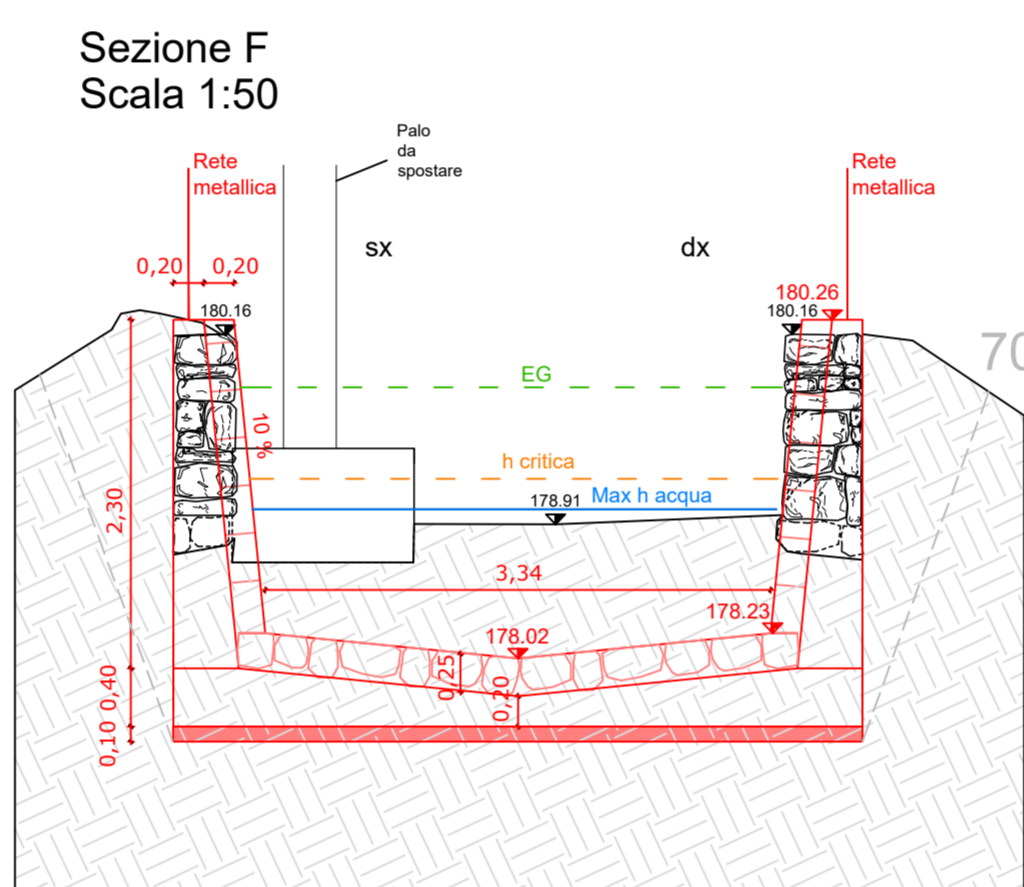 Sezione F
Scala 1:50
Palo
da
spostare
Rete
metallica
Rete
metallica
sx
dx
0,20
0,20
180.16
180.26
180.16
70
EG
10 %
h critica
Max h acqua
178.91
2,30
3,34
178.23
178.02
0,25
0,20
0,40
0,10